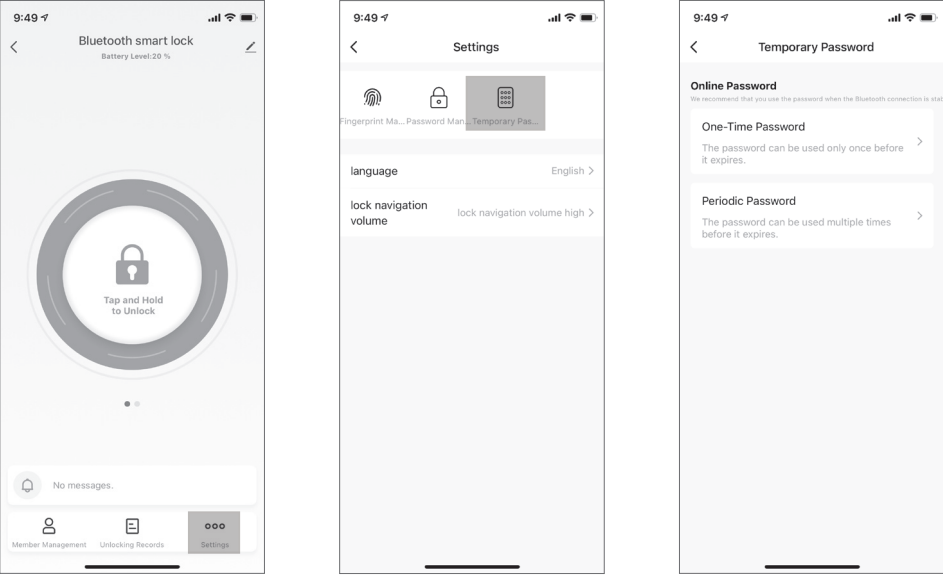 9:49
Bluetooth smart lock
Battery Level:20 %
Tap and Hold
to Unlock
No messages.
Member Management
Unlocking Records
Settings
9:49
Settings
Fingerprint Ma...
Password Man...
Temporary Pas...
language
English
lock navigation
volume
lock navigation volume high
9:49
Temporary Password
Online Password
We recommend that you use the password when the Bluetooth connection is
One-Time Password
The password can be used only once before
it expires.
Periodic Password
The password can be used multiple times
before it expires.